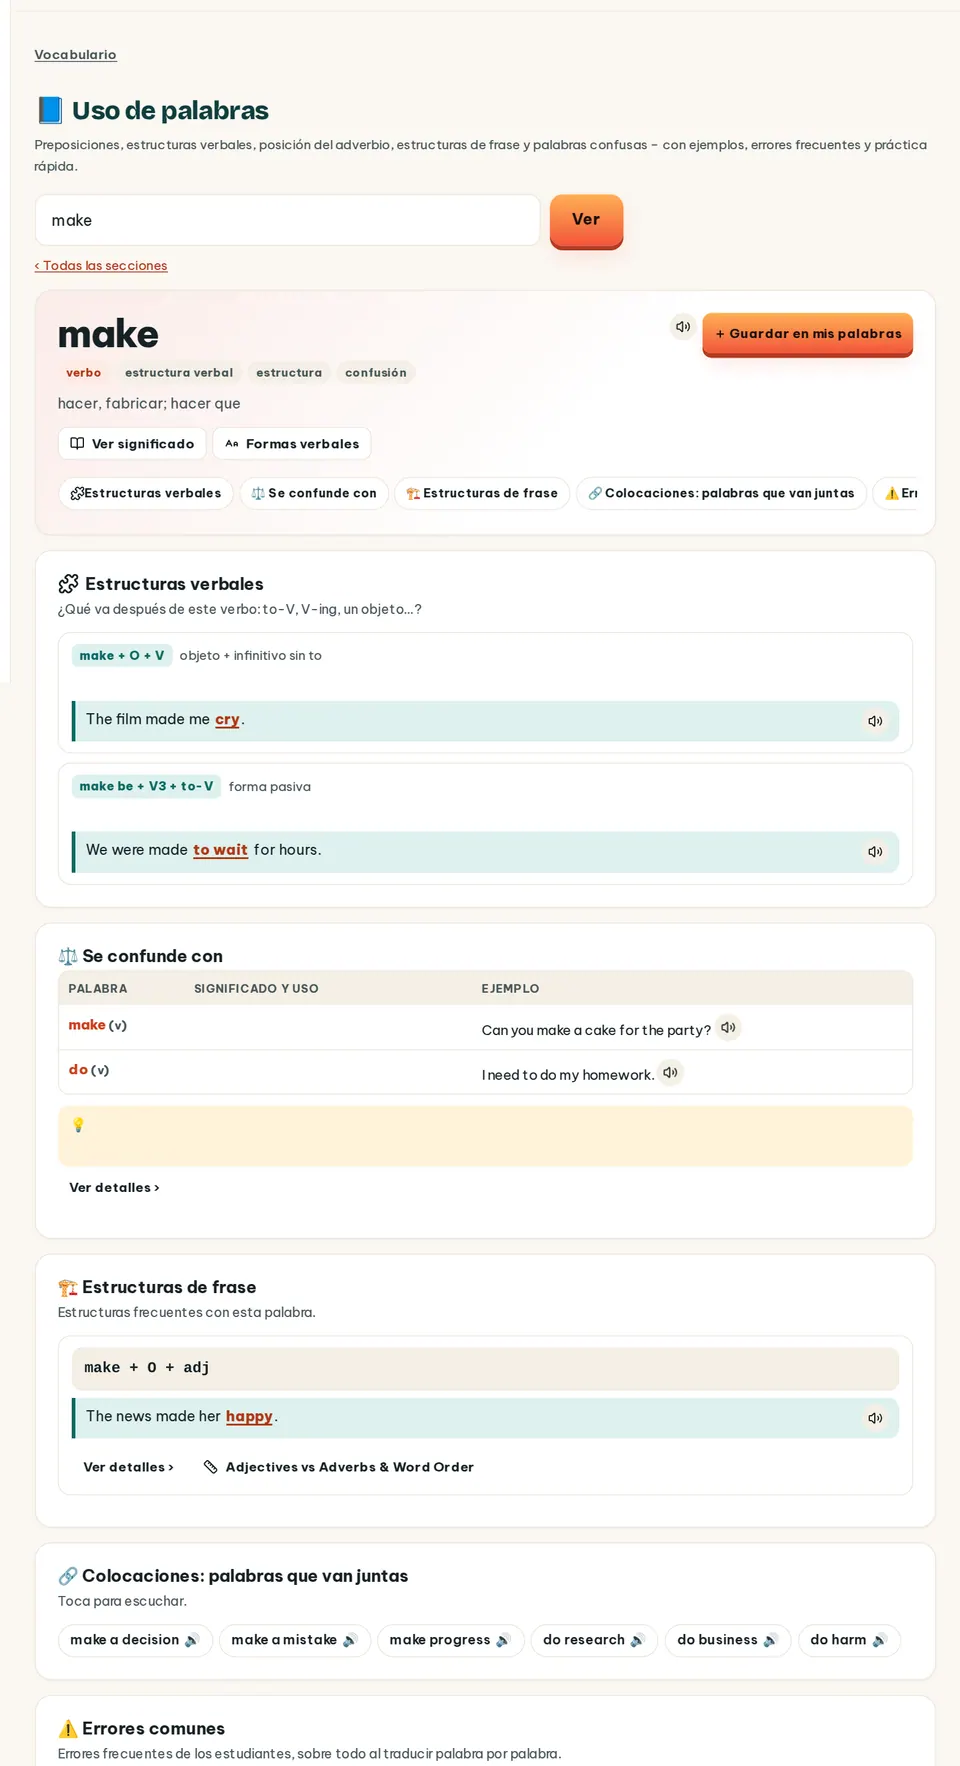 Vocabulario
📘 Uso de palabras
Preposiciones, estructuras verbales, posición del adverbio, estructuras de frase y palabras confusas – con ejemplos, errores frecuentes y práctica
rápida.
make
Ver
‹ Todas las secciones
make
+ Guardar en mis palabras
verbo estructura verbal estructura confusión
hacer, fabricar; hacer que
Ver significado Aa Formas verbales
Estructuras verbales ⚖️ Se confunde con 🏗️ Estructuras de frase 🔗 Colocaciones: palabras que van juntas ⚠️
Estructuras verbales
¿Qué va después de este verbo: to-V, V-ing, un objeto...?
make + O + V objeto + infinitivo sin to
The film made me cry.
make be + V3 + to-V forma pasiva
We were made to wait for hours.
⚖️ Se confunde con
PALABRA SIGNIFICADO Y USO EJEMPLO
make (v) Can you make a cake for the party?
do (v) I need to do my homework.
💡
Ver detalles ›
🏗️ Estructuras de frase
Estructuras frecuentes con esta palabra.
make + O + adj
The news made her happy.
Ver detalles › Adjectives vs Adverbs & Word Order
🔗 Colocaciones: palabras que van juntas
Toca para escuchar.
make a decision 🔊 make a mistake 🔊 make progress 🔊 do research 🔊 do business 🔊 do harm 🔊
⚠️ Errores comunes
Errores frecuentes de los estudiantes, sobre todo al traducir palabra por palabra.